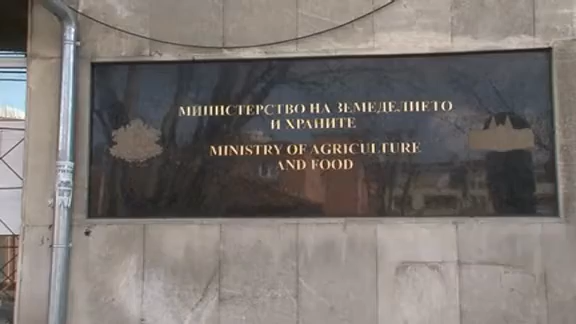 МИНИСТЕРСТВО НА ЗЕМЕДЕЛИЕТО
И ХРАНИТЕ
MINISTRY OF AGRICULTURE
AND FOOD